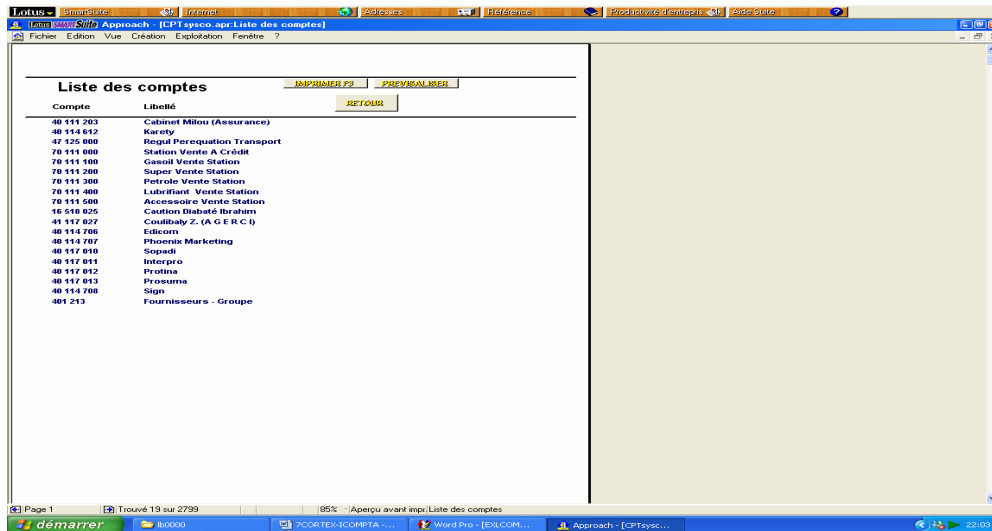 Lotus SmartSuite Internet Adresses Référence Productivité d'entrepris Aide Suite
Lotus SMARTSuite Approach - [CPTsysco.apr:Liste des comptes]
Fichier Edition Vue Création Exploitation Fenêtre ?
Liste des comptes
IMPRIMER F3 PREVISALISER
RETOUR
Compte Libellé
40 111 203 Cabinet Milou (Assurance)
40 114 612 Karety
47 125 000 Regul Perequation Transport
70 111 000 Station Vente A Crédit
70 111 100 Gasoil Vente Station
70 111 200 Super Vente Station
70 111 300 Petrole Vente Station
70 111 400 Lubrifiant Vente Station
70 111 500 Accessoire Vente Station
16 518 025 Caution Diabaté Ibrahim
41 117 027 Coulibaly Z. (A G E R C I)
40 114 706 Edicom
40 114 707 Phoenix Marketing
40 117 010 Sopadi
40 117 011 Interpro
40 117 012 Protina
40 117 013 Prosuma
40 114 708 Sign
401 213 Fournisseurs - Groupe
Page 1 Trouvé 19 sur 2799 85% Aperçu avant impr Liste des comptes
démarrer lb0000 7CORTEX-ICOMPTA -... Word Pro - [EXLCOM... Approach - [CPTsysc... 22:03